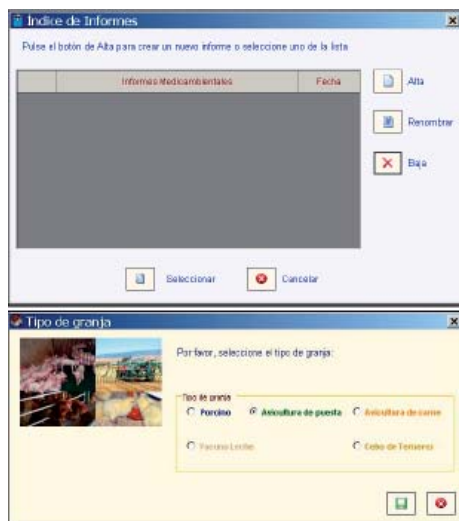 Índice de Informes
Pulse el botón de Alta para crear un nuevo informe o seleccione uno de la lista
Informes Medioambientales Fecha
Alta
Renombrar
Baja
Seleccionar Cancelar
Tipo de granja
Por favor, seleccione el tipo de granja:
Tipo de granja
Porcino Avicultura de puesta Avicultura de carne
Vacuno Leche Cebo de Terneros